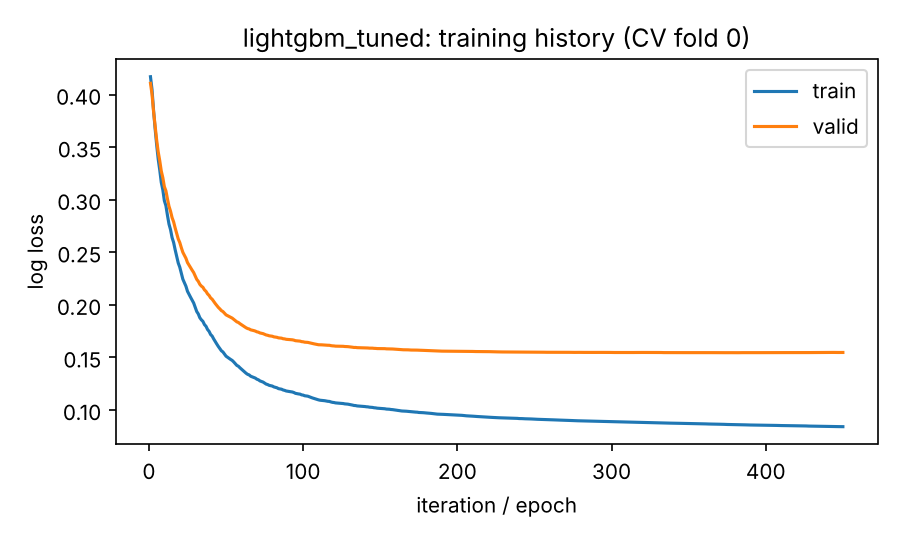 lightgbm_tuned: training history (CV fold 0)
train
valid
log loss
0.40
0.35
0.30
0.25
0.20
0.15
0.10
0 100 200 300 400
iteration / epoch